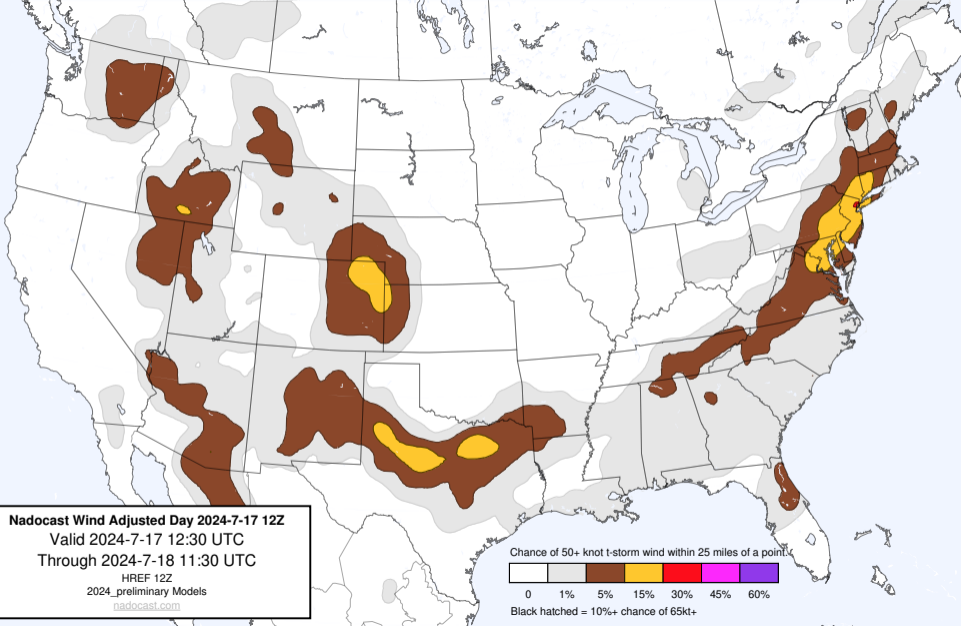 Nadocast Wind Adjusted Day 2024-7-17 12Z
Valid 2024-7-17 12:30 UTC
Through 2024-7-18 11:30 UTC
HREF 12Z
2024_preliminary Models
nadocast.com
Chance of 50+ knot t-storm wind within 25 miles of a point.
0 1% 5% 15% 30% 45% 60%
Black hatched = 10%+ chance of 65kt+